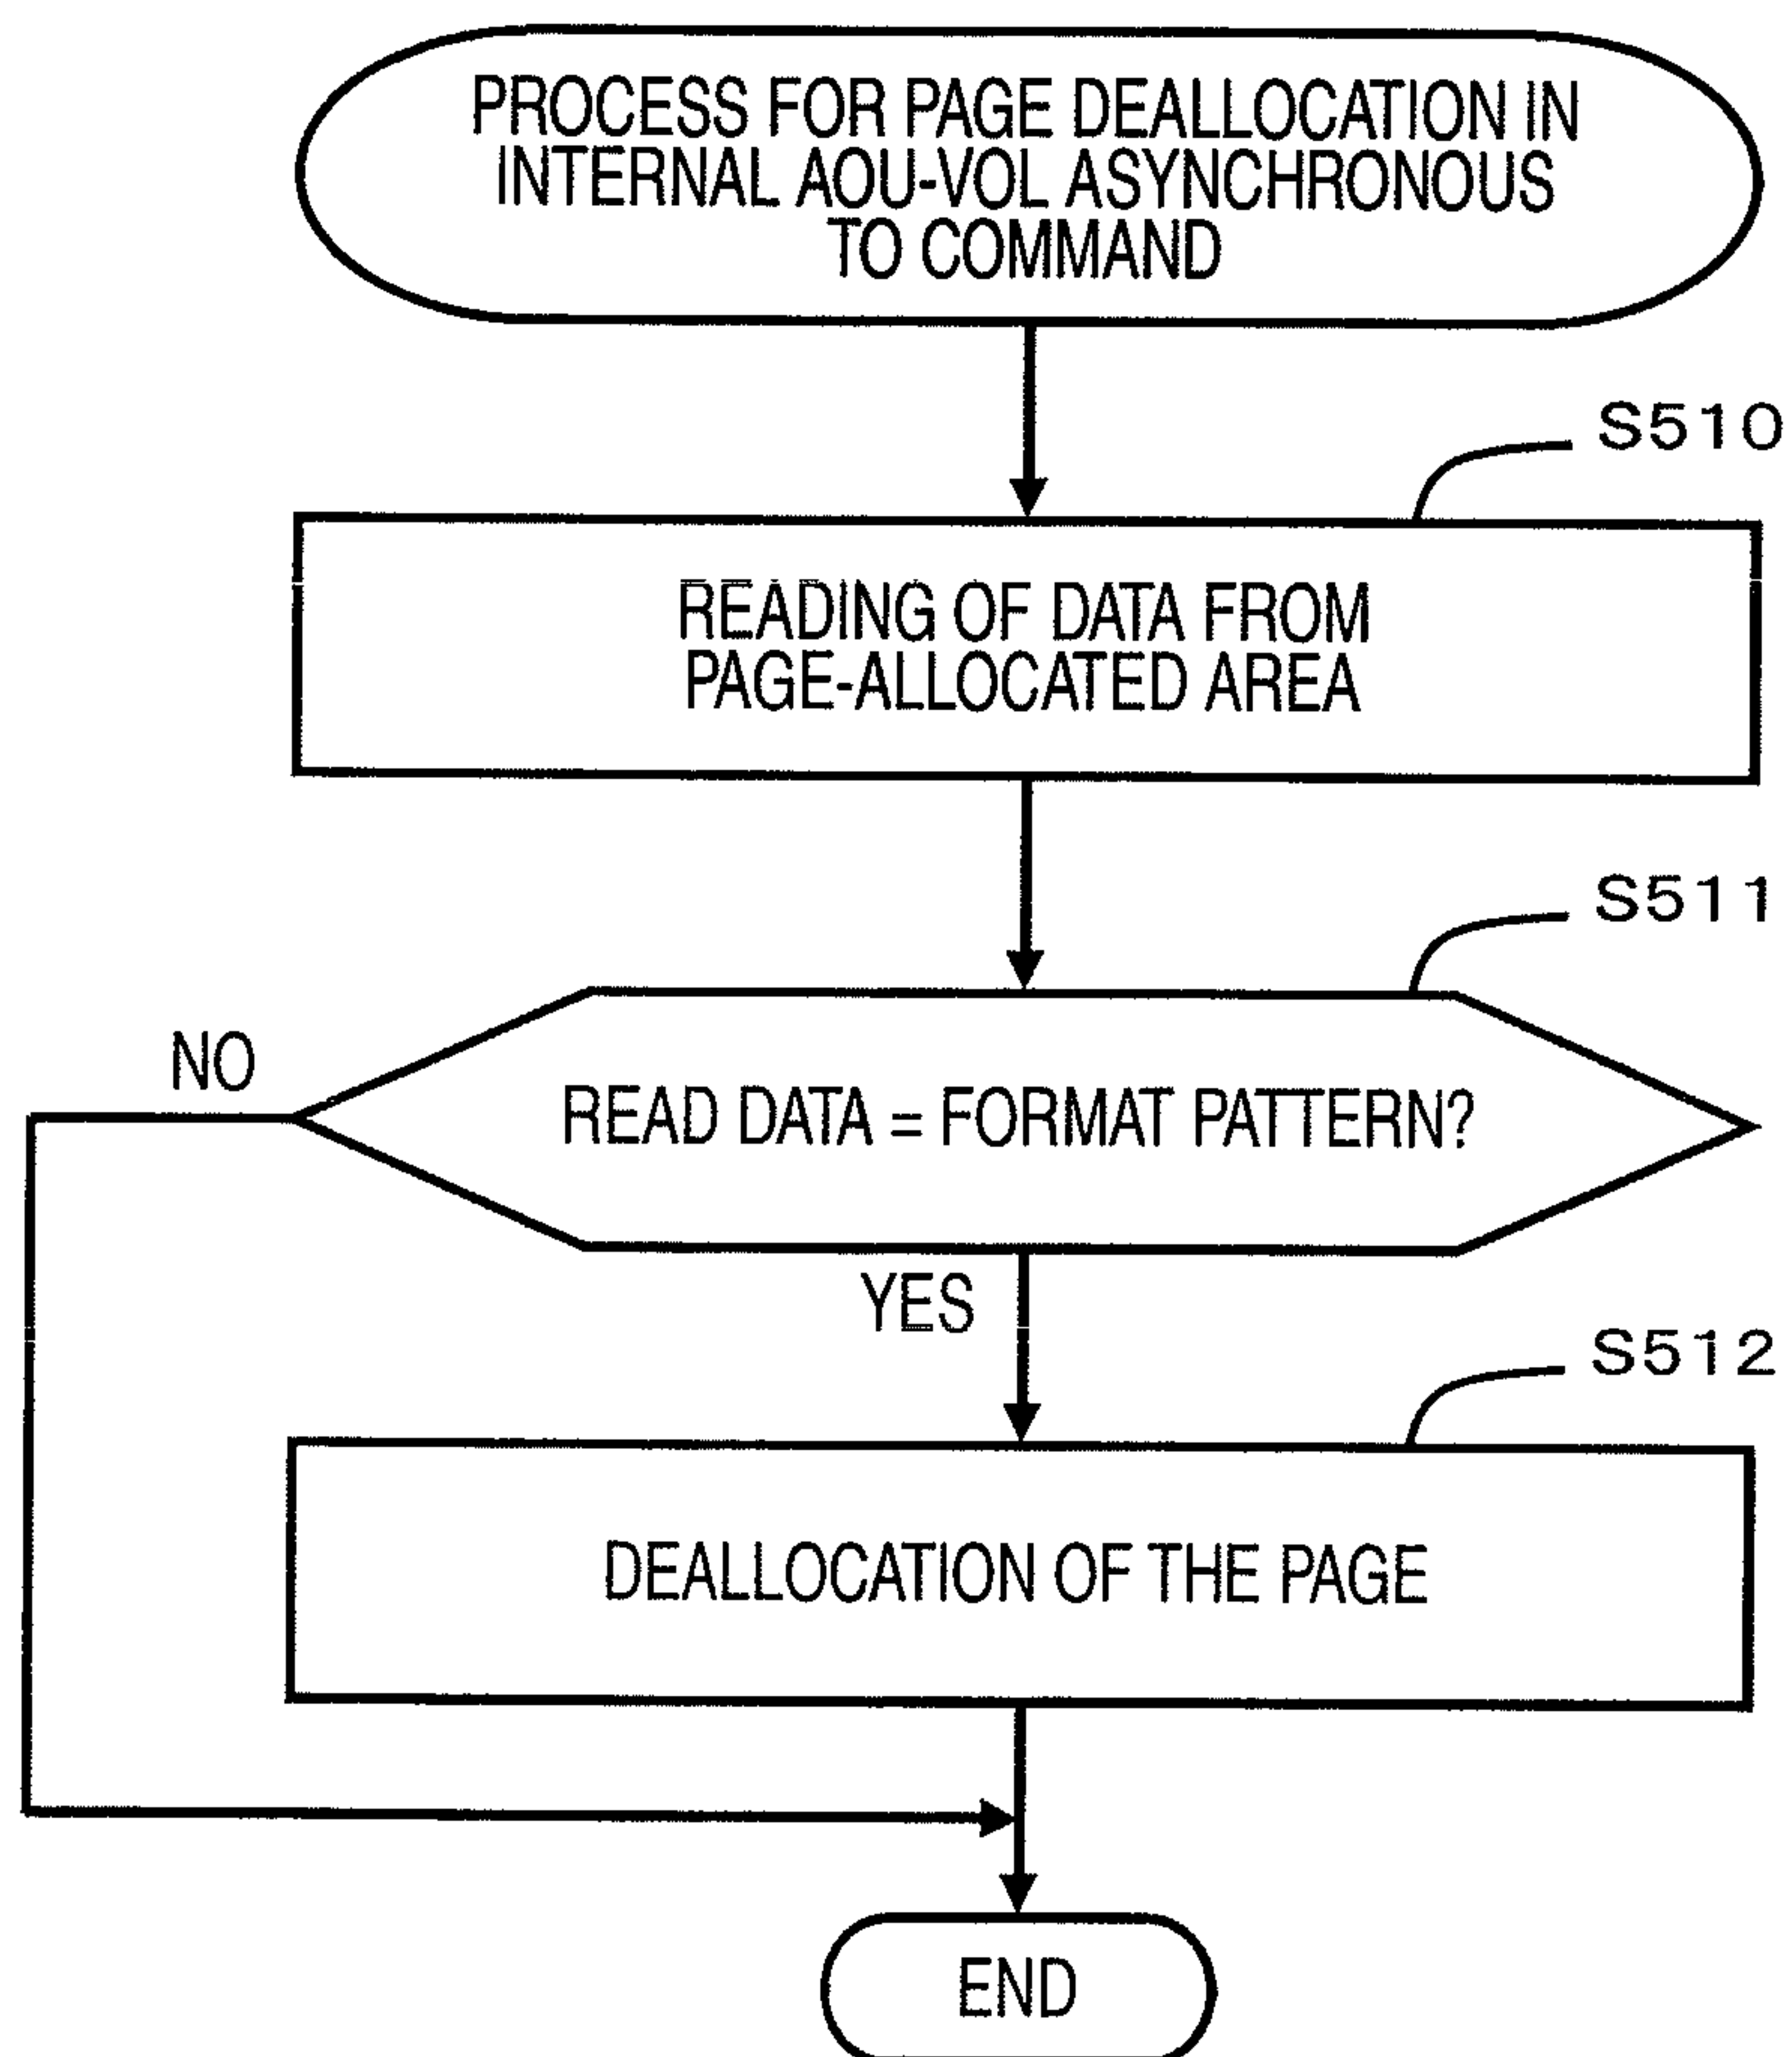 PROCESS FOR PAGE DEALLOCATION IN
INTERNAL AOU-VOL ASYNCHRONOUS
TO COMMAND
S510
READING OF DATA FROM
PAGE-ALLOCATED AREA
S511
NO
READ DATA = FORMAT PATTERN?
YES
S512
DEALLOCATION OF THE PAGE
END